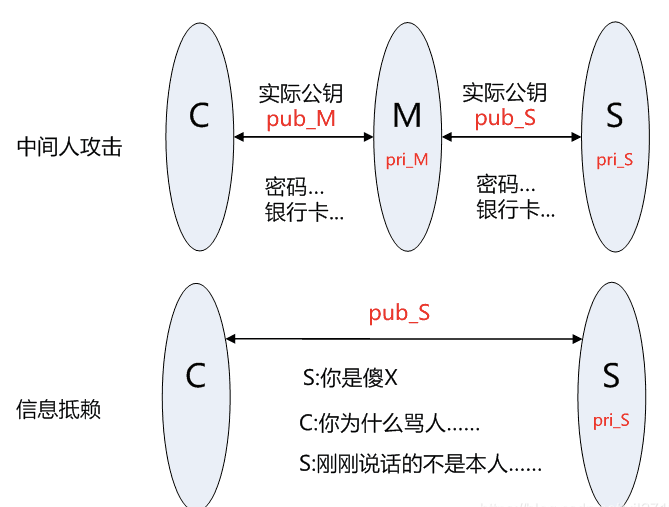 C
M
S
实际公钥
pub_M
实际公钥
pub_S
pri_M
pri_S
中间人攻击
密码...
银行卡...
密码...
银行卡...
pub_S
C
S
pri_S
信息抵赖
S:你是傻X
C:你为什么骂人……
S:刚刚说话的不是本人……